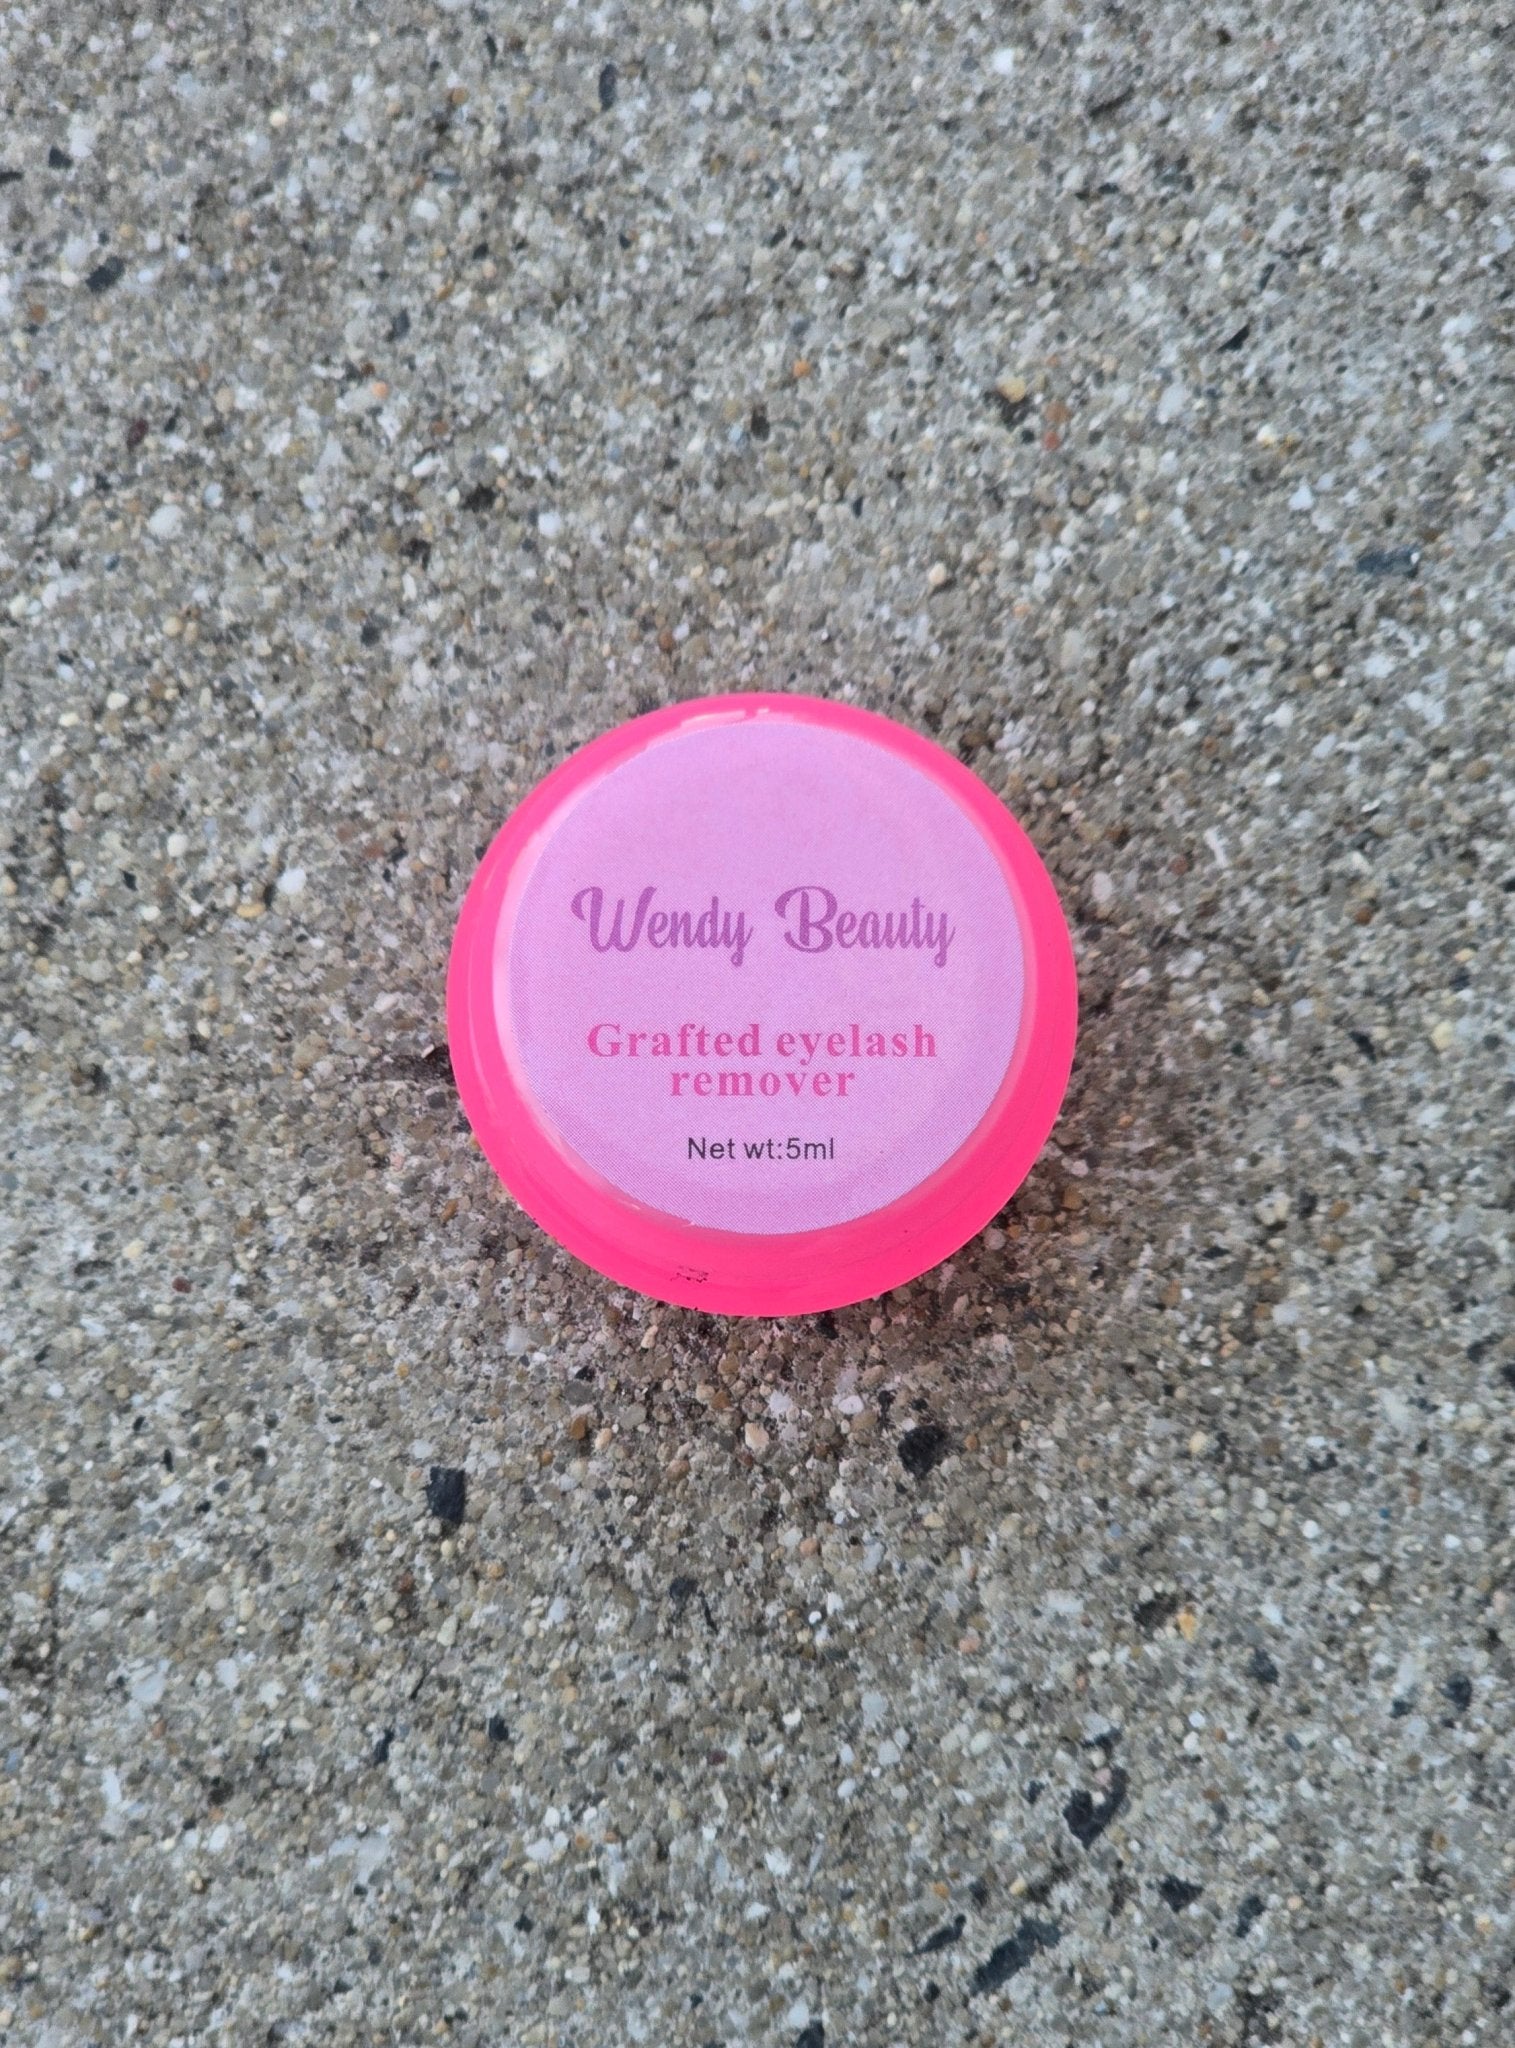 Wendy Beauty
Grafted eyelash
remover
Net wt:5ml